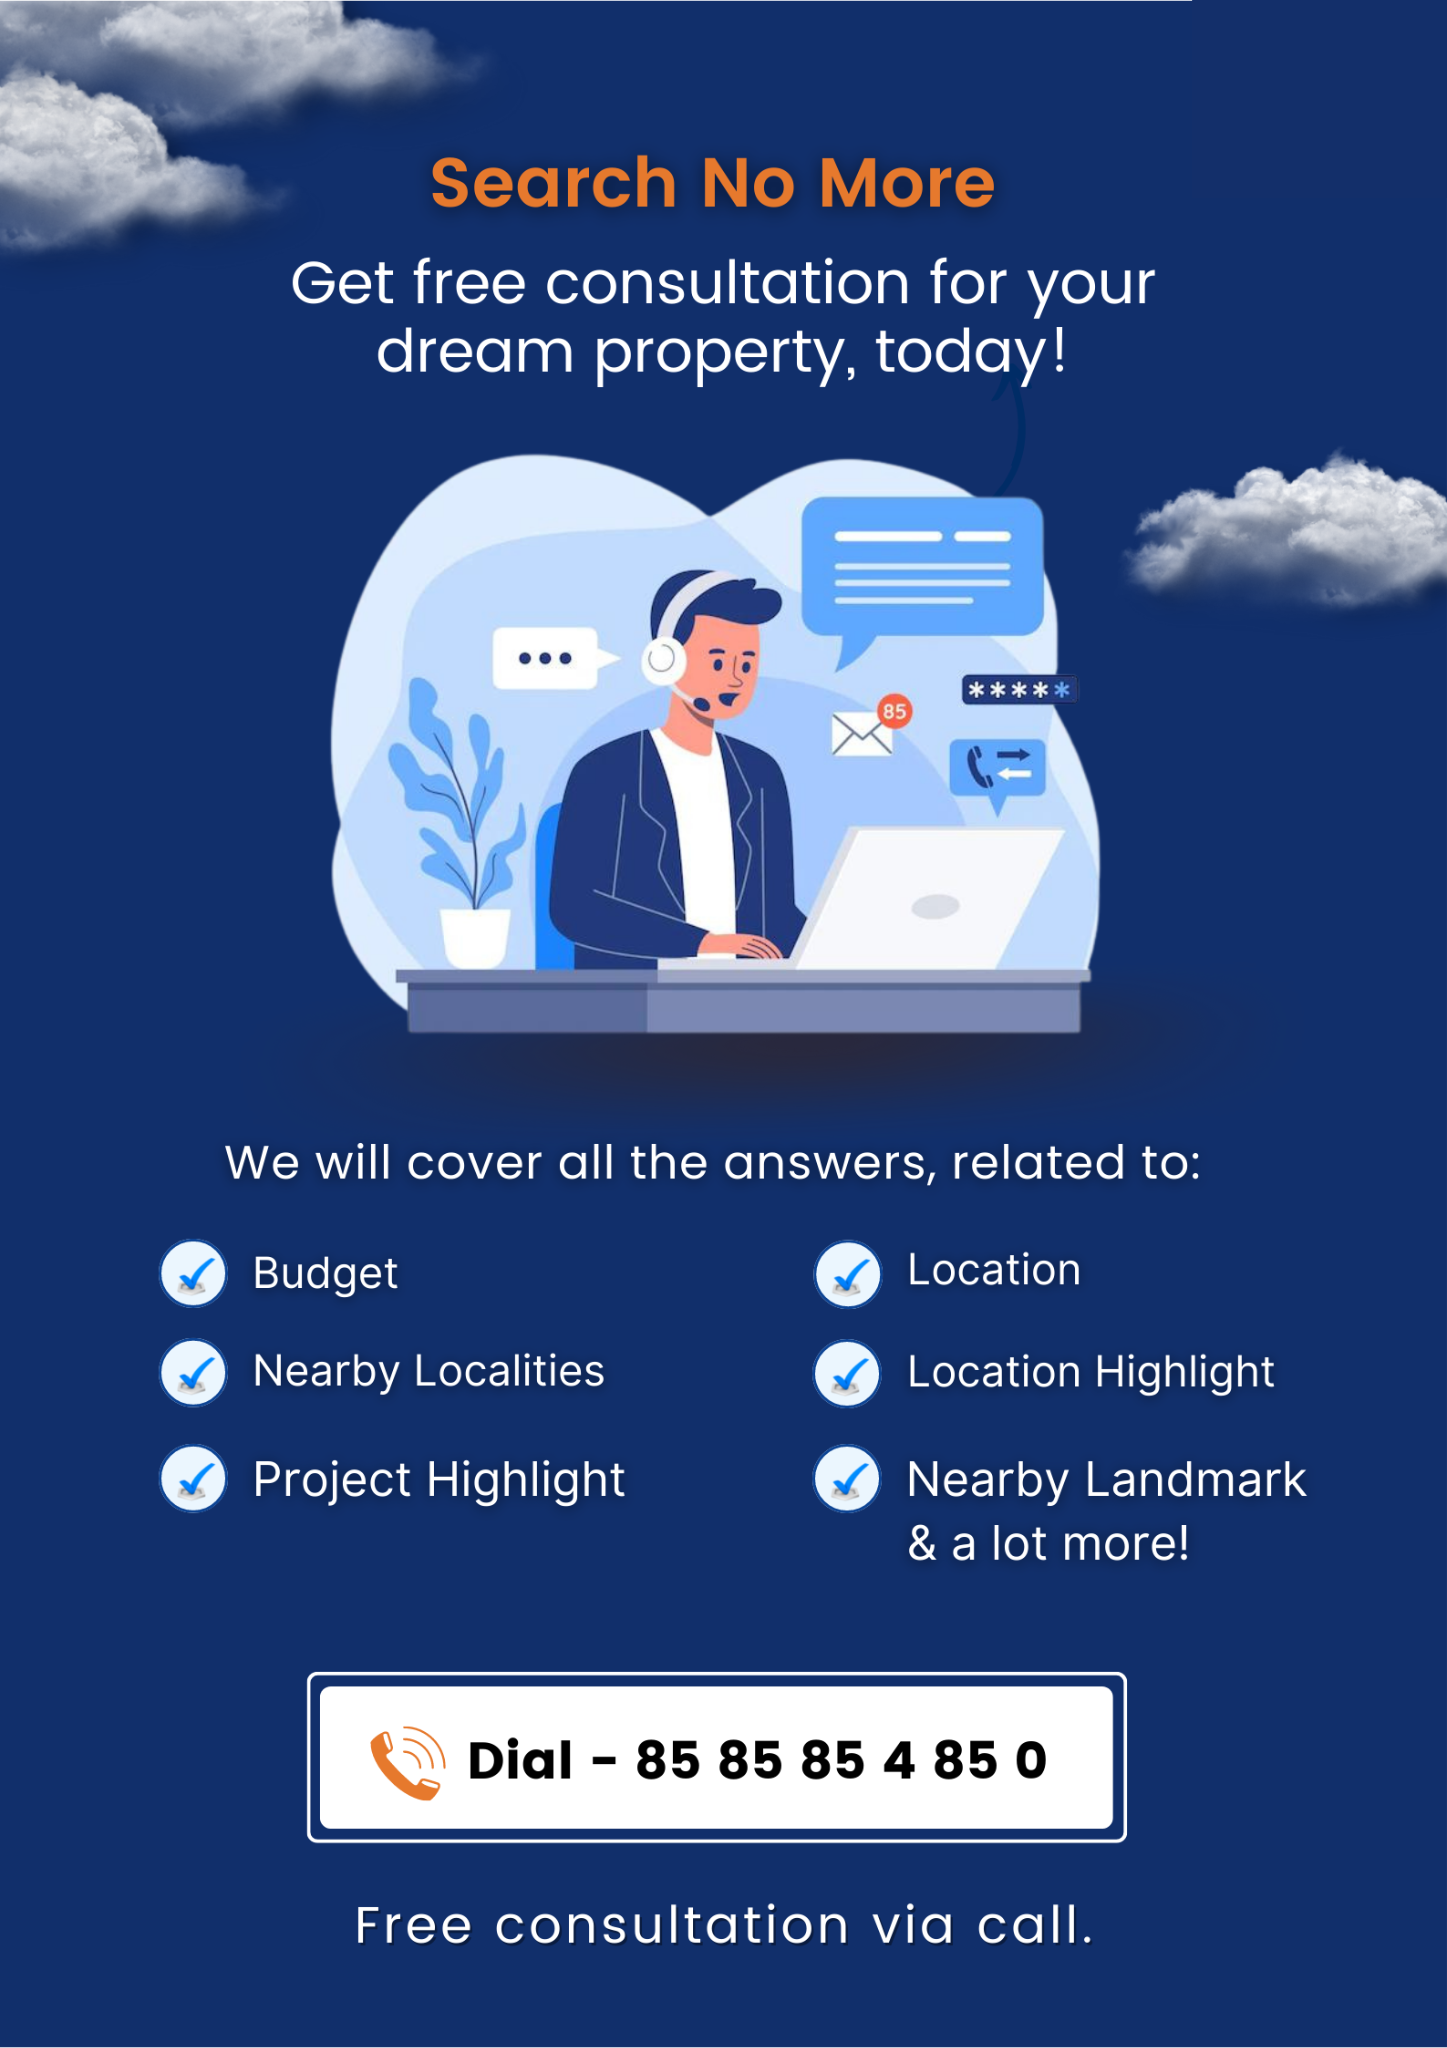 Search No More
Get free consultation for your
dream property, today!
85
*****
We will cover all the answers, related to:
Budget
Location
Nearby Localities
Location Highlight
Project Highlight
Nearby Landmark
& a lot more!
Dial - 85 85 85 4 85 0
Free consultation via call.